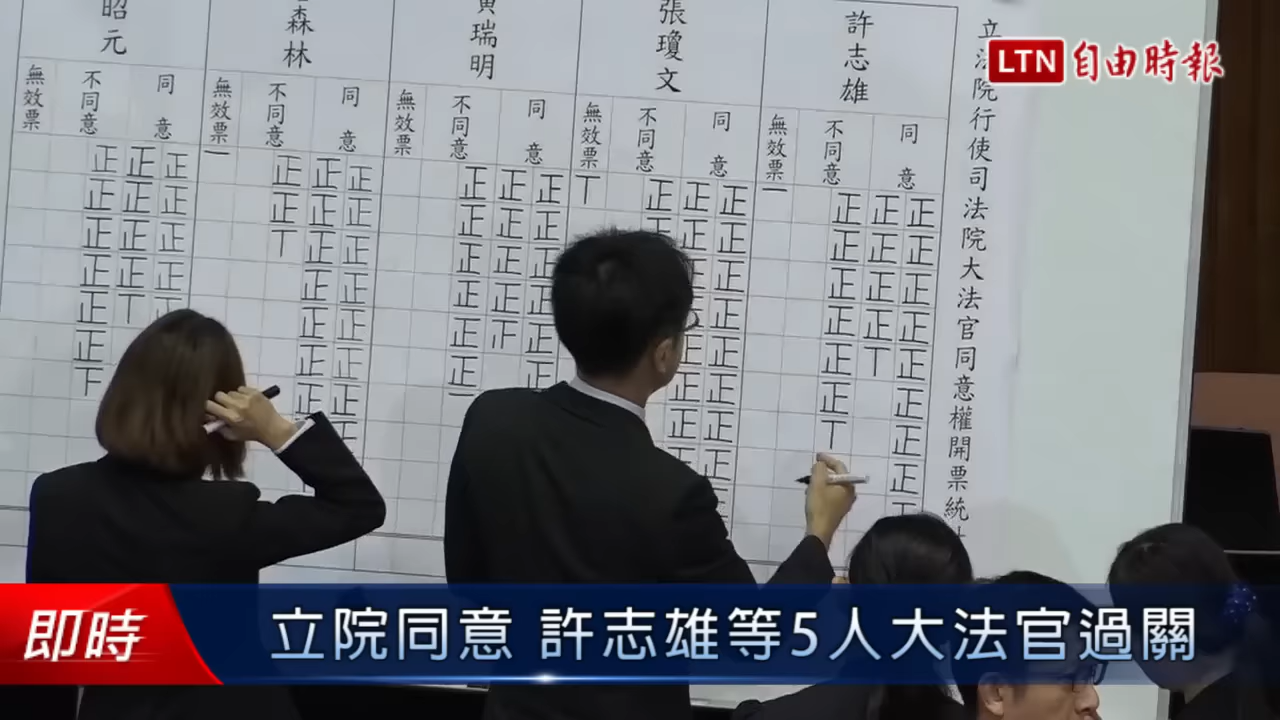 LTN 自由時報
立法院行使司法院大法官同意權開票統
許志雄
同意
不同意
無效票
張瓊文
同意
不同意
無效票
黃瑞明
同意
不同意
無效票
森林
同意
不同意
無效票
昭元
同意
不同意
無效票
即時
立院同意 許志雄等5人大法官過關